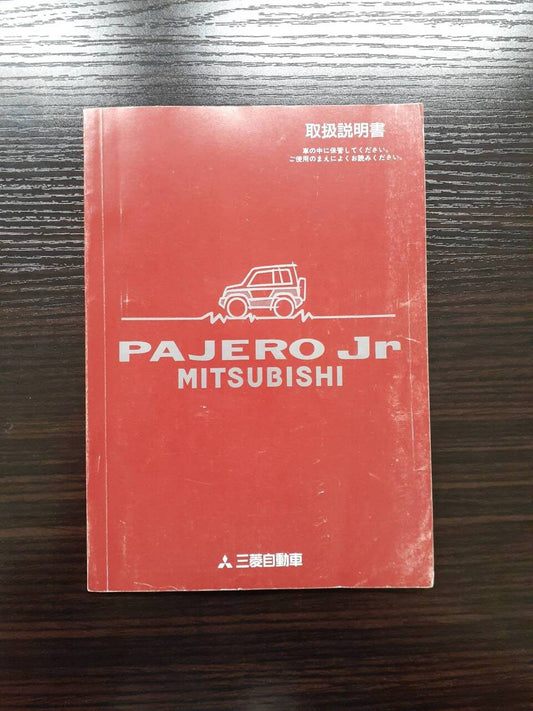 取扱説明書
車の中に保管してください。
ご使用のまえによくお読みください。
PAJERO Jr
MITSUBISHI
三菱自動車